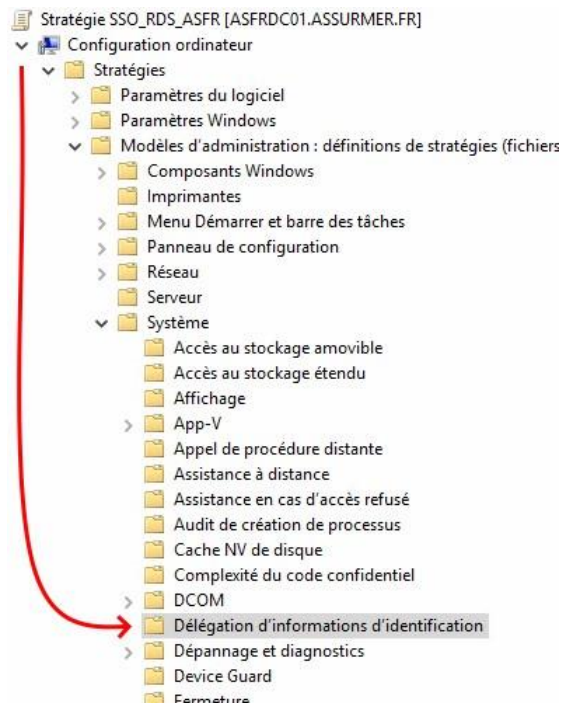 Stratégie SSO_RDS_ASFR [ASFRDC01.ASSURMER.FR]
Configuration ordinateur
Stratégies
Paramètres du logiciel
Paramètres Windows
Modèles d'administration : définitions de stratégies (fichiers
Composants Windows
Imprimantes
Menu Démarrer et barre des tâches
Panneau de configuration
Réseau
Serveur
Système
Accès au stockage amovible
Accès au stockage étendu
Affichage
App-V
Appel de procédure distante
Assistance à distance
Assistance en cas d'accès refusé
Audit de création de processus
Cache NV de disque
Complexité du code confidentiel
DCOM
Délégation d'informations d'identification
Dépannage et diagnostics
Device Guard
Fermeture